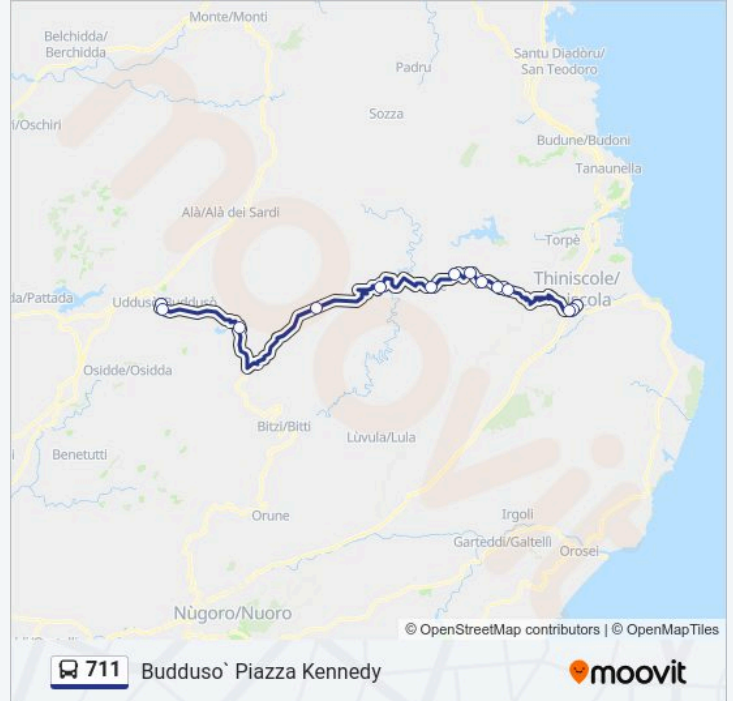 Monte/Monti
Belchidda/
Berchidda
Santu Diadòru/
San Teodoro
Padru
Sozza
i/Oschiri
Budune/Budoni
Tanaunella
Alà/Alà dei Sardi
Torpè
Thiniscole/
da/Pattada
Uddusò/Buddusò
Osidde/Osidda
Bitzi/Bitti
Lùvula/Lula
Benetutti
Orune
Irgoli
Garteddi/Galtellì
Orosei
Nùgoro/Nuoro
© OpenStreetMap contributors | © OpenMapTiles
711 Budduso` Piazza Kennedy
moovit
moovit